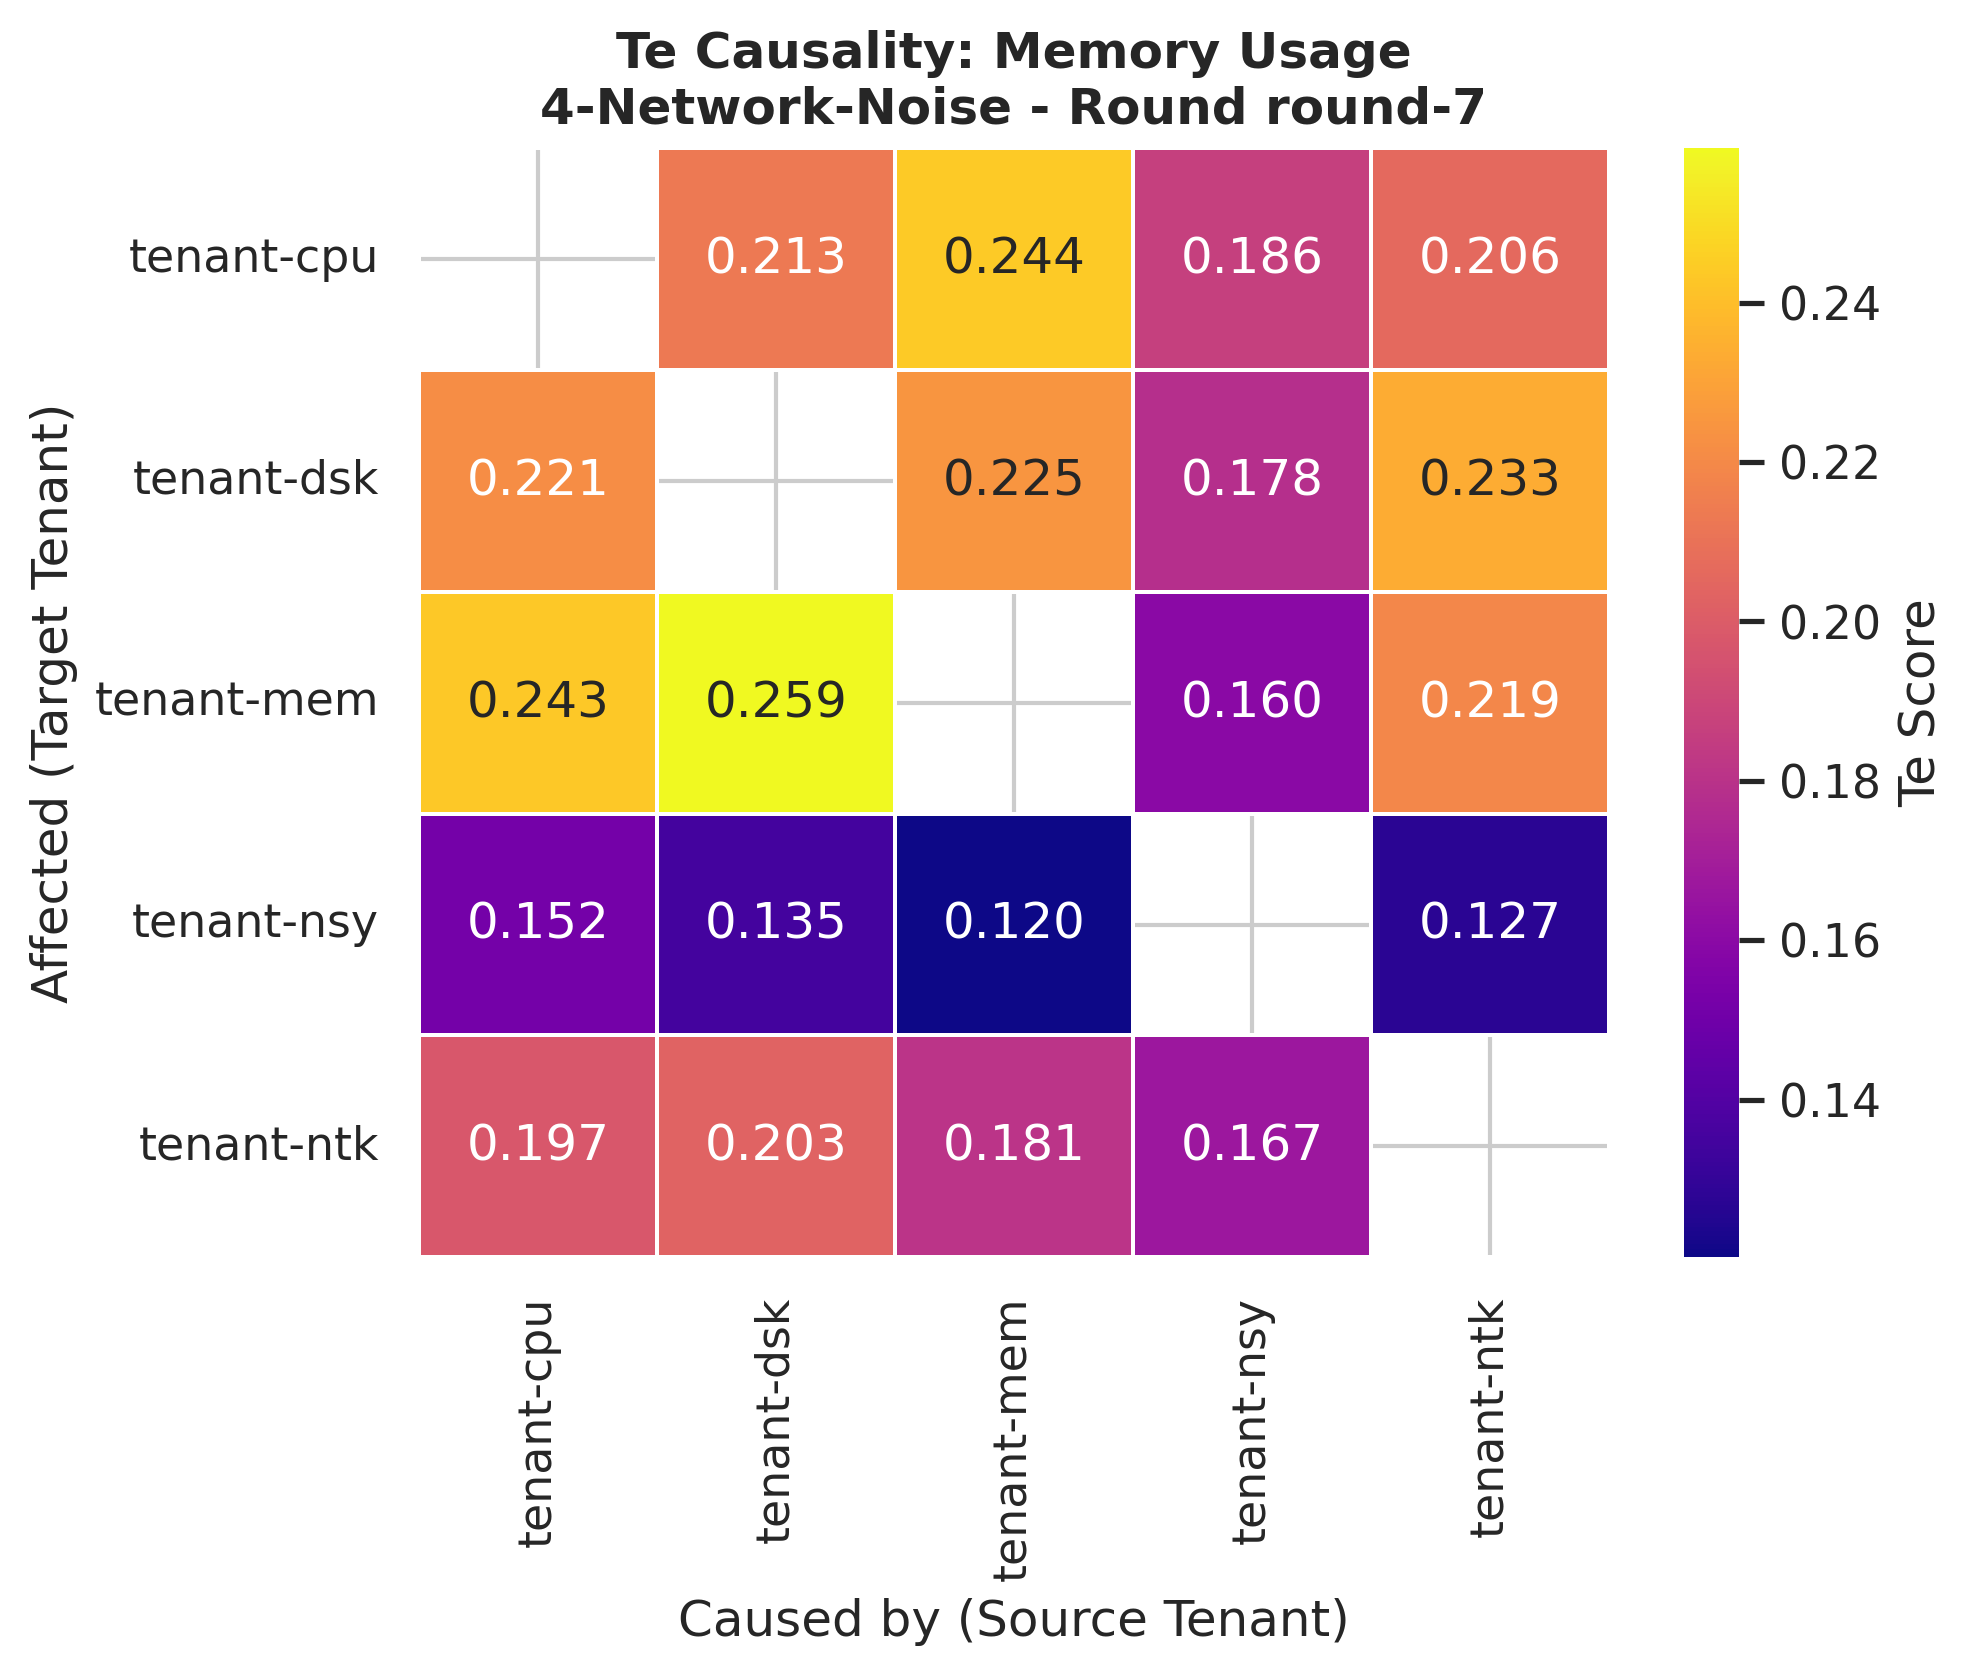 Te Causality: Memory Usage
4-Network-Noise - Round round-7
Affected (Target Tenant)
tenant-cpu 0.213 0.244 0.186 0.206
tenant-dsk 0.221 0.225 0.178 0.233
tenant-mem 0.243 0.259 0.160 0.219
tenant-nsy 0.152 0.135 0.120 0.127
tenant-ntk 0.197 0.203 0.181 0.167
tenant-cpu
tenant-dsk
tenant-mem
tenant-nsy
tenant-ntk
Caused by (Source Tenant)
0.24
0.22
0.20
0.18
0.16
0.14
Te Score